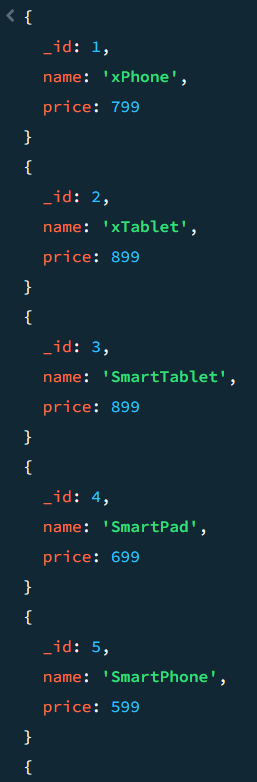 {
_id: 1,
name: 'xPhone',
price: 799
}
{
_id: 2,
name: 'xTablet',
price: 899
}
{
_id: 3,
name: 'SmartTablet',
price: 899
}
{
_id: 4,
name: 'SmartPad',
price: 699
}
{
_id: 5,
name: 'SmartPhone',
price: 599
}
{